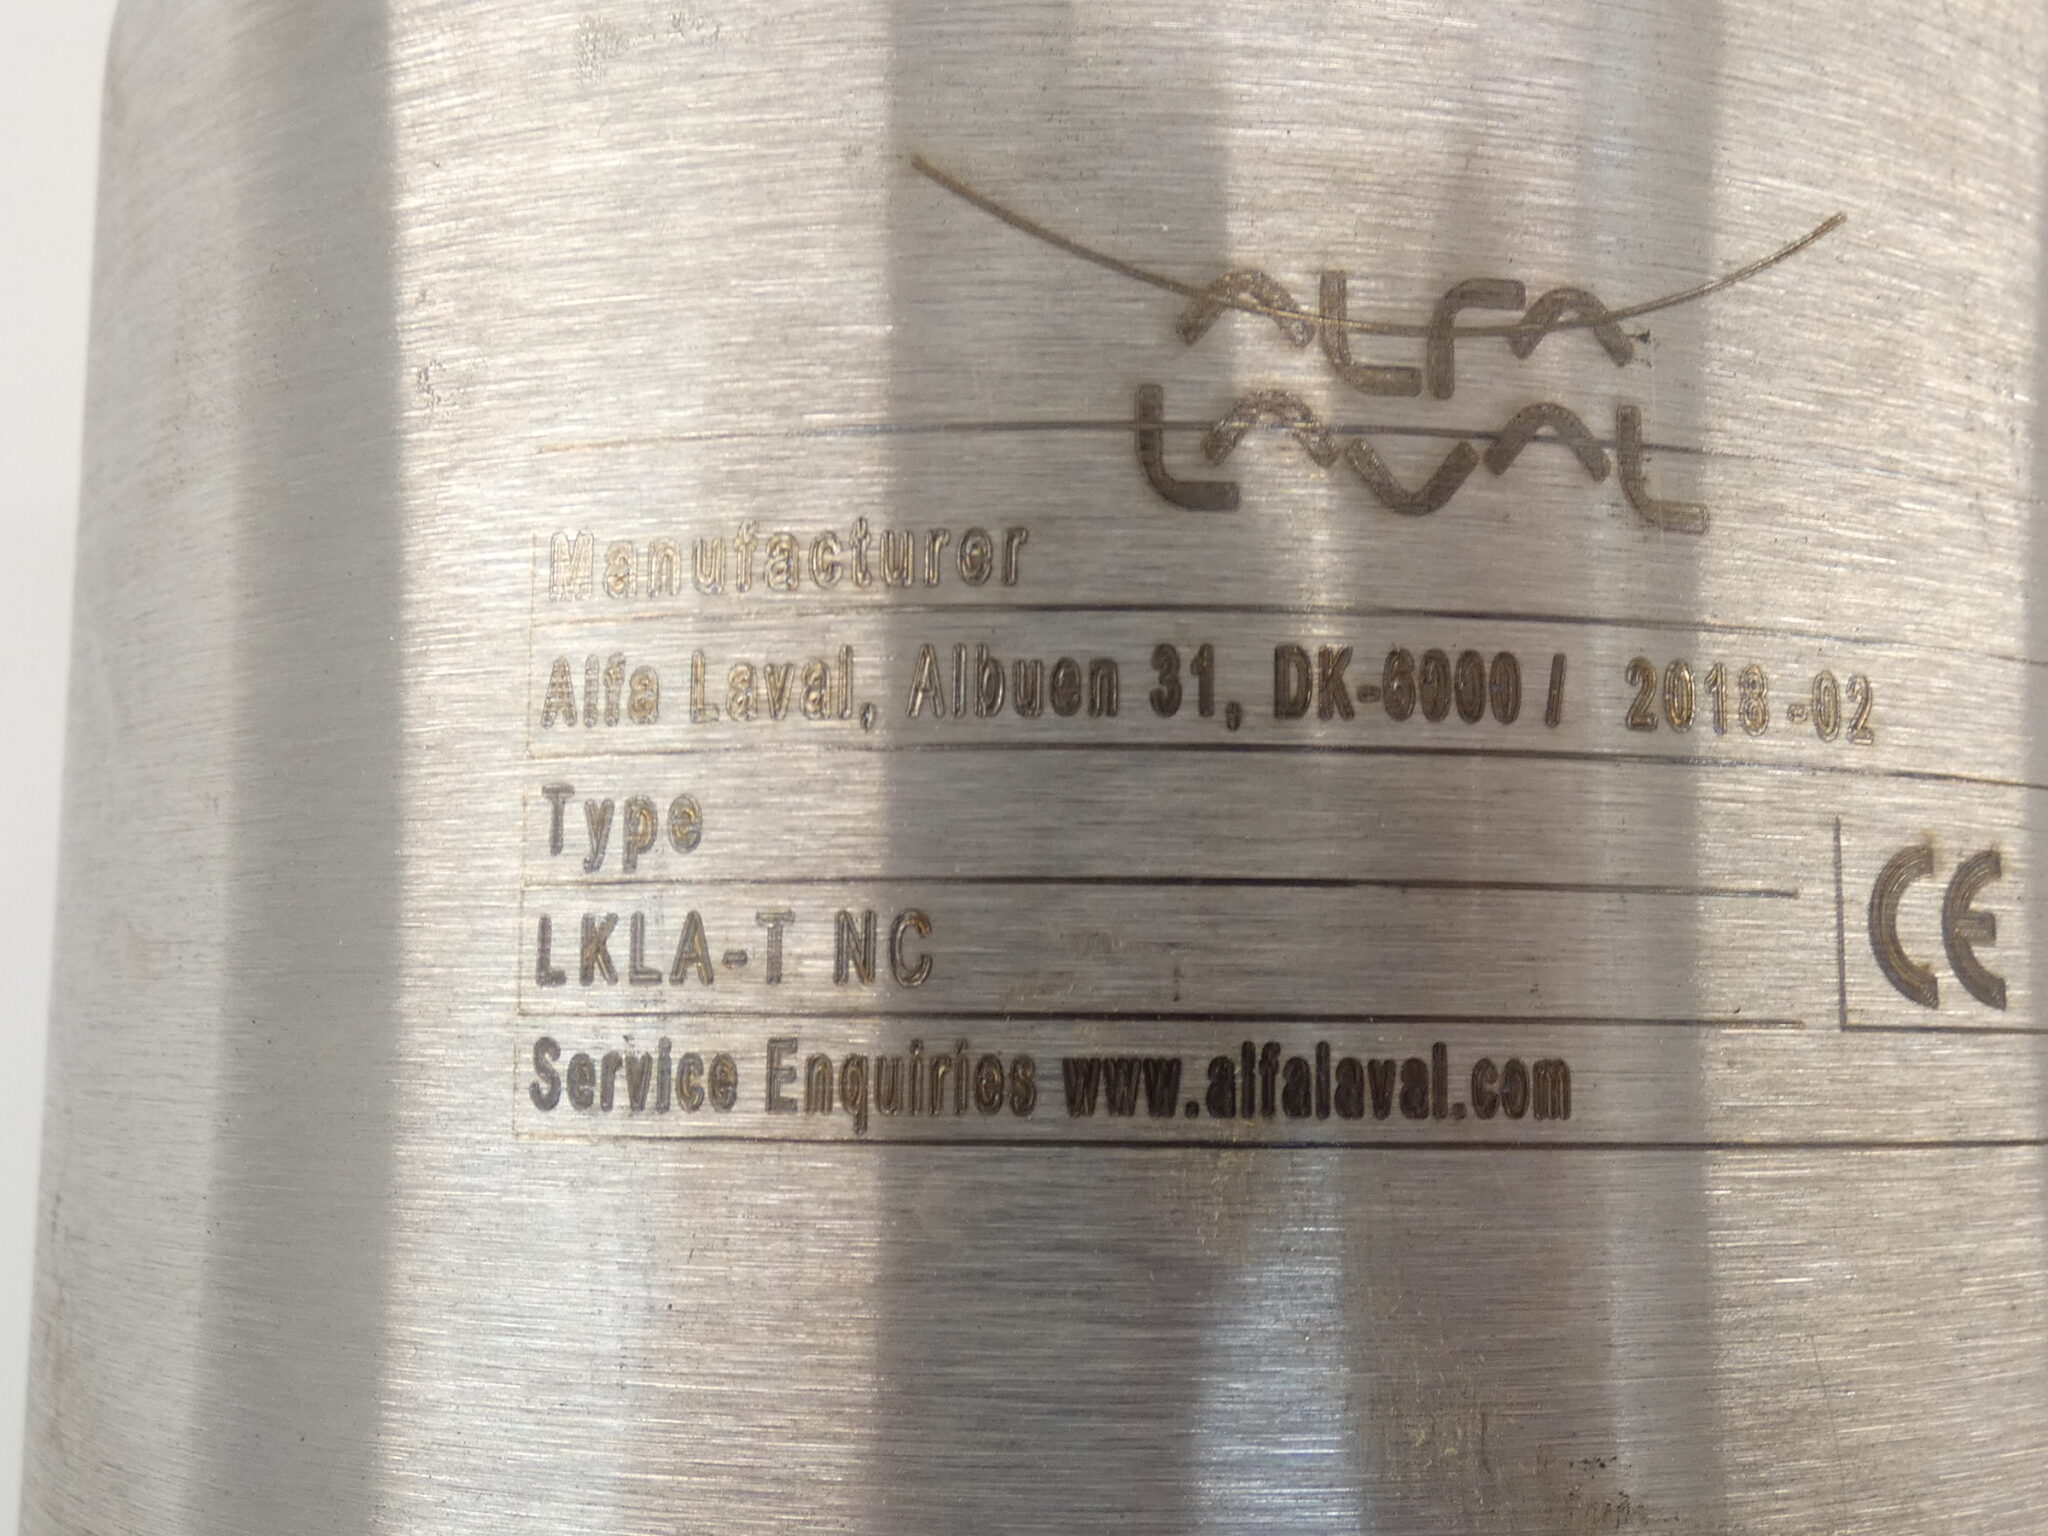 ALFA
LAVAL
Manufacturer
Alfa Laval, Albuen 31, DK-6000 / 2018-02
Type
LKLA-T NC
CE
Service Enquiries www.alfalaval.com